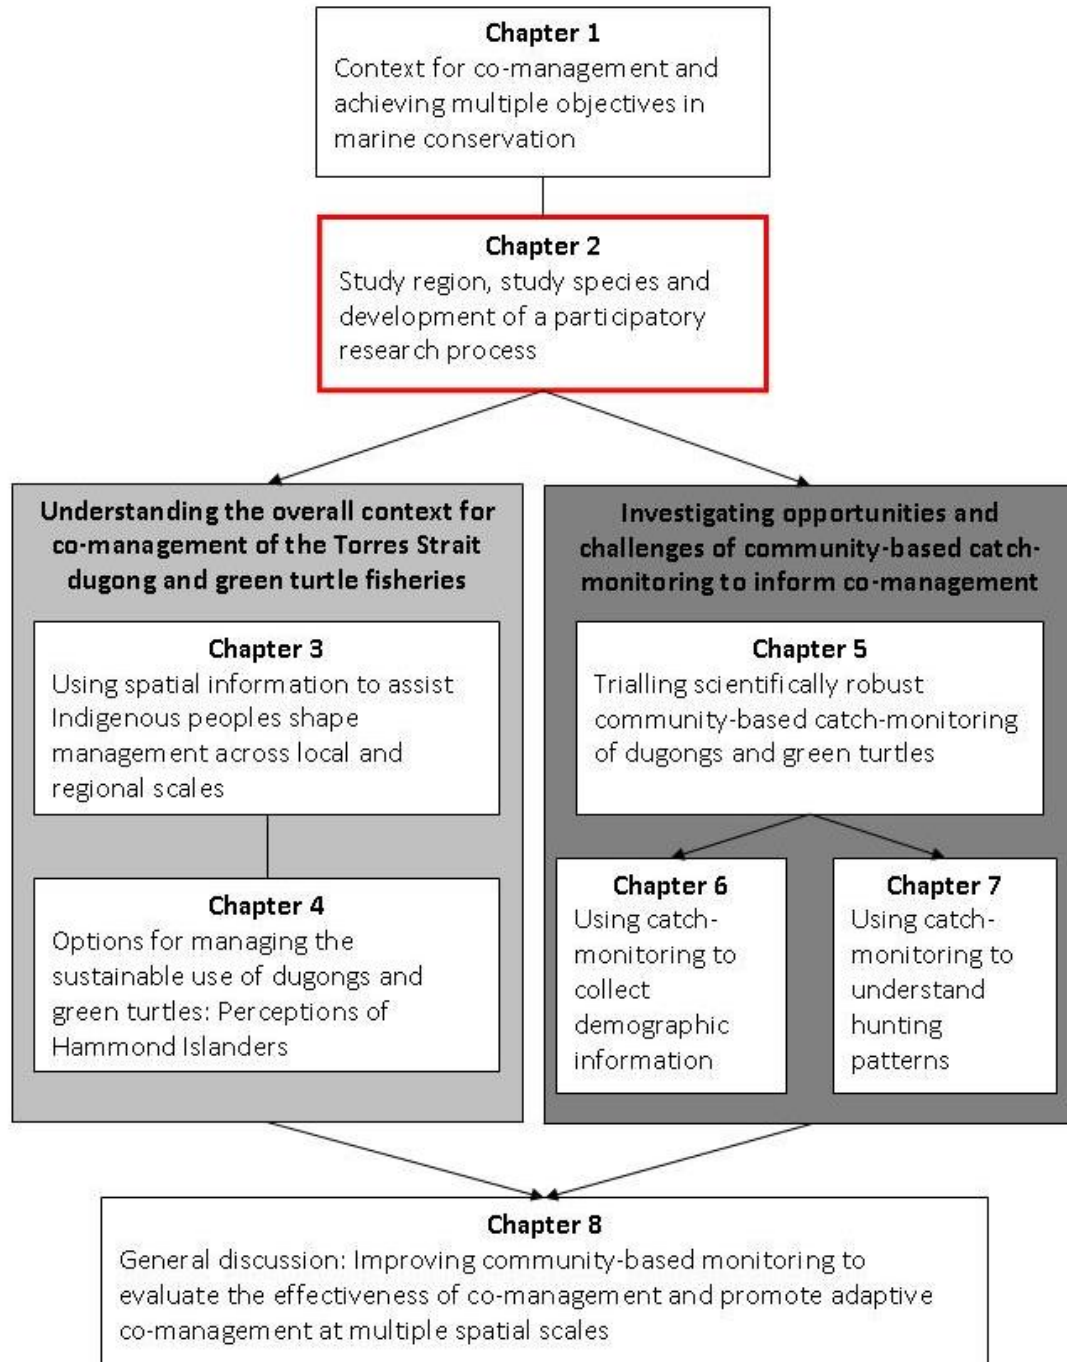 Chapter 1
Context for co-management and
achieving multiple objectives in
marine conservation
Chapter 2
Study region, study species and
development of a participatory
research process
Understanding the overall context for
co-management of the Torres Strait
dugong and green turtle fisheries
Chapter 3
Using spatial information to assist
Indigenous peoples shape
management across local and
regional scales
Chapter 4
Options for managing the
sustainable use of dugongs and
green turtles: Perceptions of
Hammond Islanders
Investigating opportunities and
challenges of community-based catch-
monitoring to inform co-management
Chapter 5
Trialling scientifically robust
community-based catch-monitoring
of dugongs and green turtles
Chapter 6
Using catch-
monitoring to
collect
demographic
information
Chapter 7
Using catch-
monitoring to
understand
hunting
patterns
Chapter 8
General discussion: Improving community-based monitoring to
evaluate the effectiveness of co-management and promote adaptive
co-management at multiple spatial scales